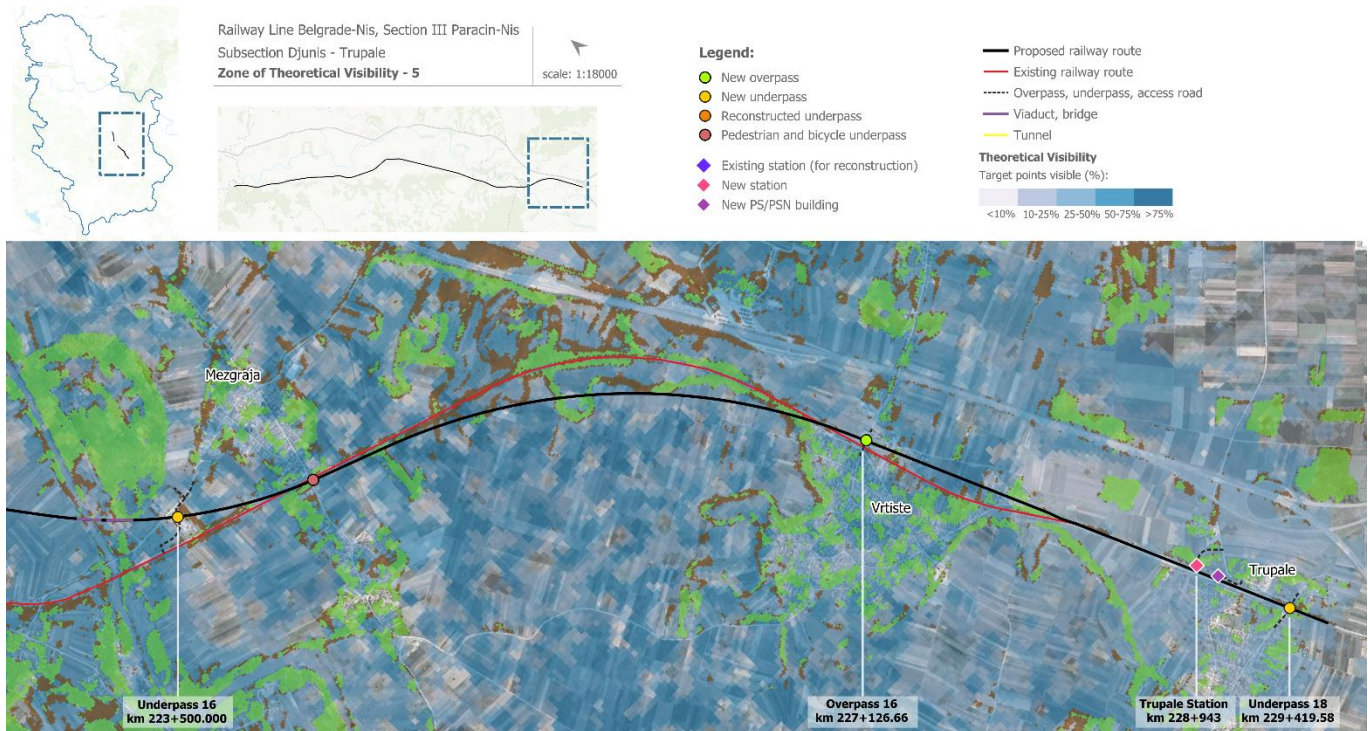 Railway Line Belgrade-Nis, Section III Paracin-Nis
Subsection Djunis - Trupale
Zone of Theoretical Visibility - 5
scale: 1:18000
Legend:
New overpass
New underpass
Reconstructed underpass
Pedestrian and bicycle underpass
Existing station (for reconstruction)
New station
New PS/PSN building
Proposed railway route
Existing railway route
Overpass, underpass, access road
Viaduct, bridge
Tunnel
Theoretical Visibility
Target points visible (%):
<10% 10-25% 25-50% 50-75% >75%
Mezgraja
Vrtiste
Trupale
Underpass 16
km 223+500.000
Overpass 16
km 227+126.66
Trupale Station
km 228+943
Underpass 18
km 229+419.58